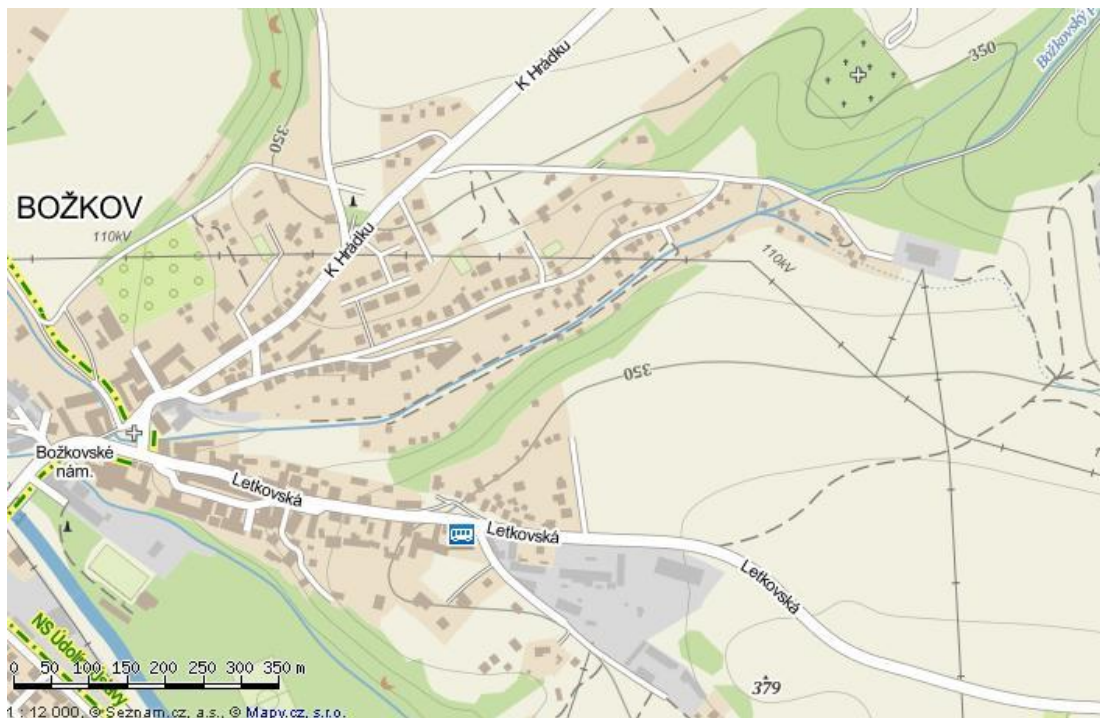 350
Božkovský
K Hrádku
350
BOŽKOV
110kV
K Hrádku
110kV
350
Božkovské
nám.
Letkovská
Letkovská
Letkovská
NS Údolím
379
0 50 100 150 200 250 300 350 m
1 : 12 000, © Seznam.cz, a.s., © Mapy.cz, s.r.o.